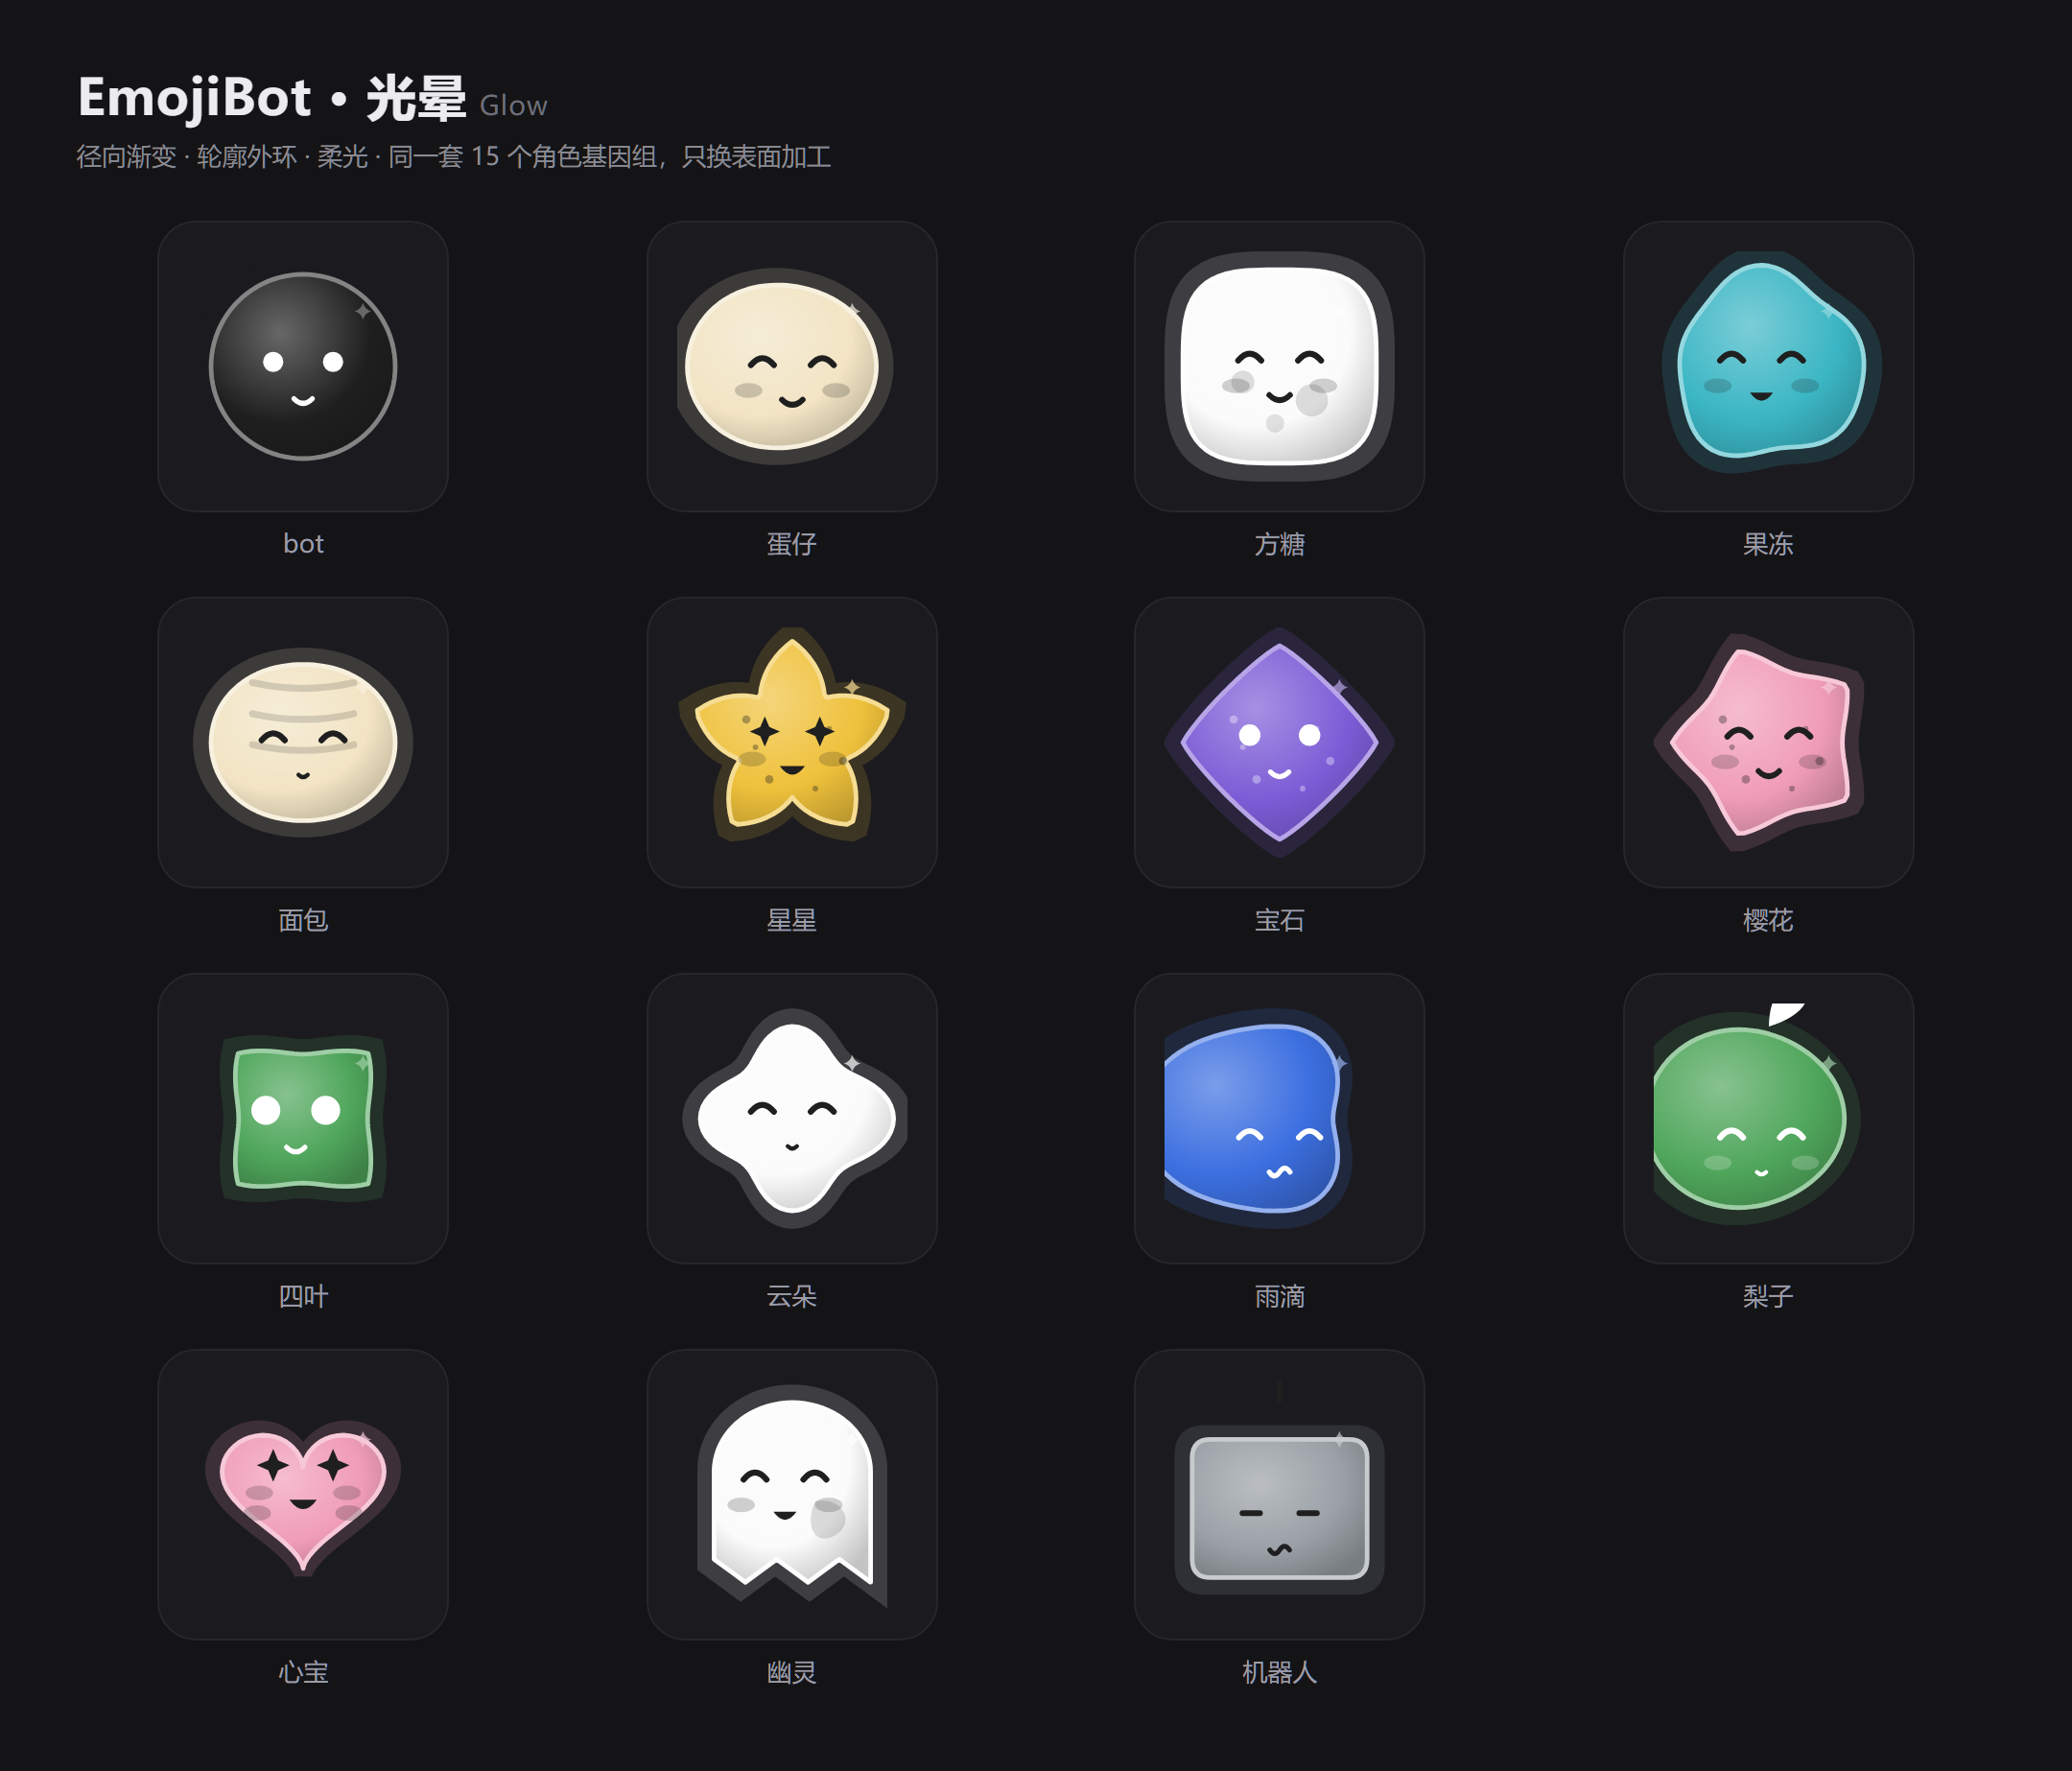 EmojiBot · 光晕 Glow
径向渐变 · 轮廓外环 · 柔光 · 同一套 15 个角色基因组，只换表面加工
bot
蛋仔
方糖
果冻
面包
星星
宝石
樱花
四叶
云朵
雨滴
梨子
心宝
幽灵
机器人